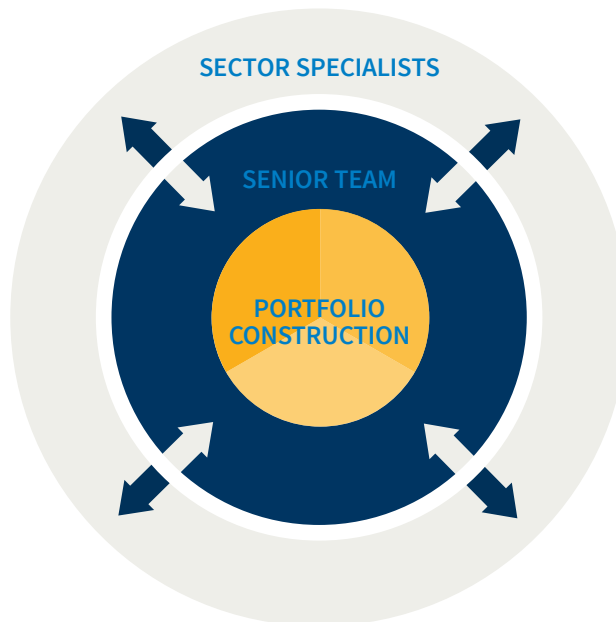 SECTOR SPECIALISTS
SENIOR TEAM
PORTFOLIO
CONSTRUCTION